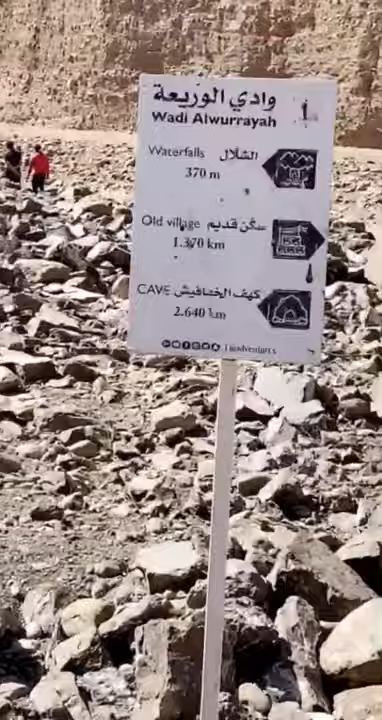 وادي الوريعة
Wadi Alwurrayah
Waterfalls الشلال
370 m
Old village سكن قديم
1.370 km
CAVE كهف الخفافيش
2.640 km